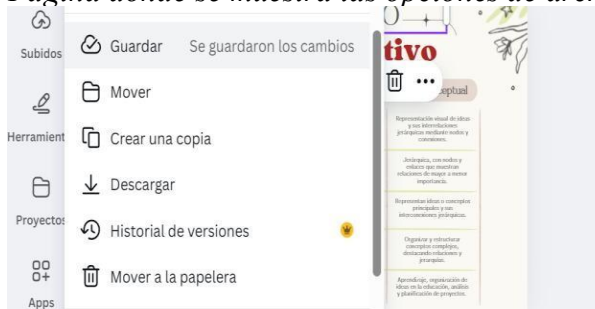 Página donde se muestra las opciones de
Subidos
Herramient
Proyectos
Apps
Guardar Se guardaron los cambios
Mover
Crear una copia
Descargar
Historial de versiones
Mover a la papelera
tivo
eptual
Representación visual de ideas
y sus interrelaciones
jerárquicas mediante nodos y
conexiones.
Jerárquica, con nodos y
enlaces que muestran
relaciones de mayor a menor
importancia.
Representan ideas o conceptos
principales y sus
interconexiones jerárquicas.
Organizar y estructurar
conceptos complejos,
destacando relaciones y
jerarquías.
Aprendizaje, organización de
ideas en la educación, análisis
y planificación de proyectos.